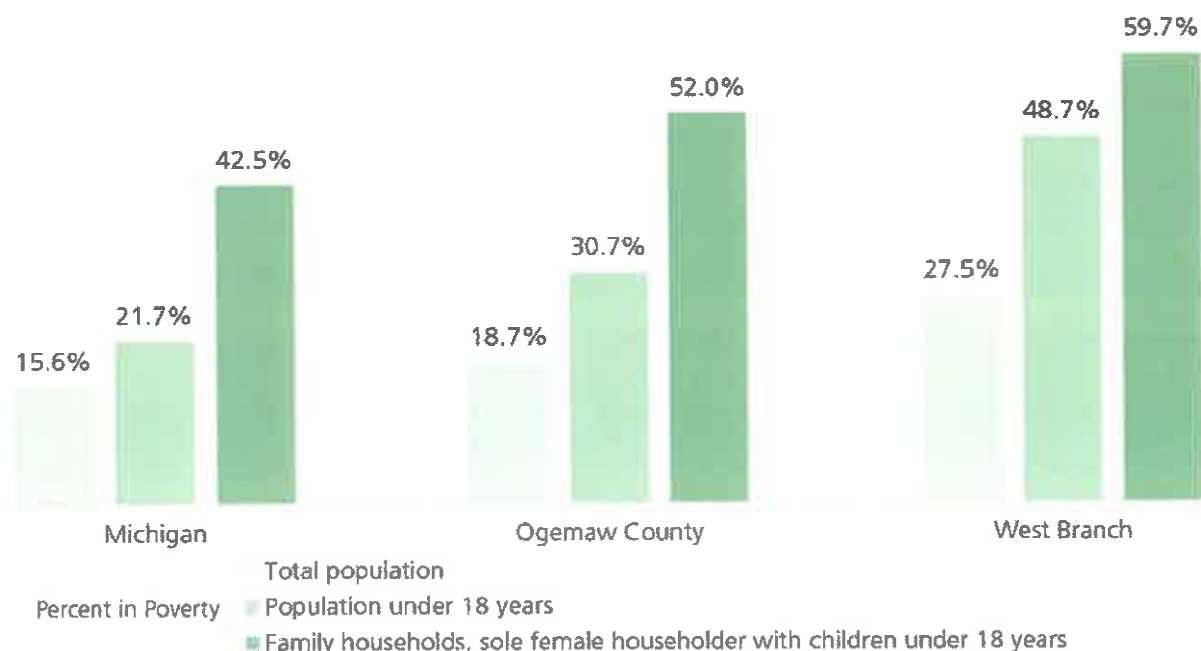 59.7%
52.0%
48.7%
42.5%
30.7%
27.5%
21.7%
18.7%
15.6%
Michigan
Ogemaw County
West Branch
Total population
Percent in Poverty
Population under 18 years
Family households, sole female householder with children under 18 years